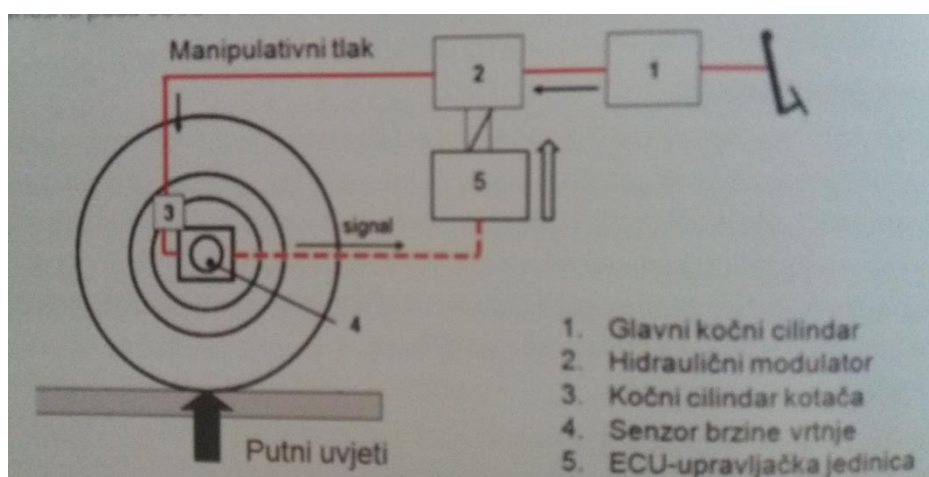 Manipulativni tlak
2
1
5
3
signal
4
1. Glavni kočni cilindar
2. Hidraulični modulator
3. Kočni cilindar kotača
4. Senzor brzine vrtnje
5. ECU-upravljačka jedinica
Putni uvjeti